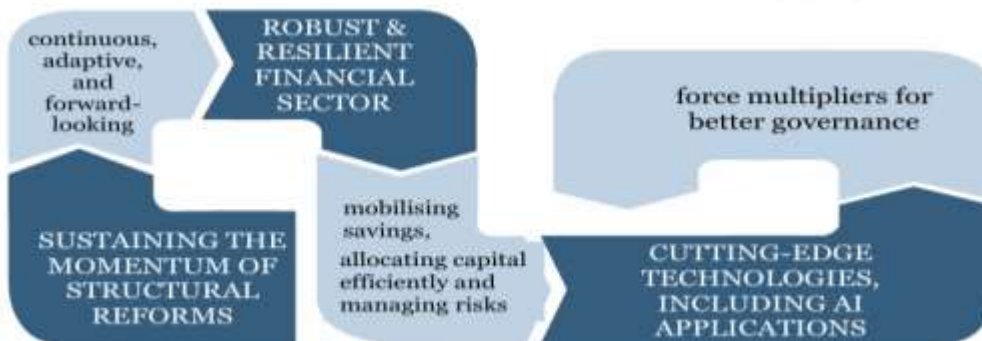 SUSTAINING THE
MOMENTUM OF
STRUCTURAL
REFORMS
continuous,
adaptive,
and
forward-
looking
ROBUST &
RESILIENT
FINANCIAL
SECTOR
mobilising
savings,
allocating capital
efficiently and
managing risks
CUTTING-EDGE
TECHNOLOGIES,
INCLUDING AI
APPLICATIONS
force multipliers for
better governance